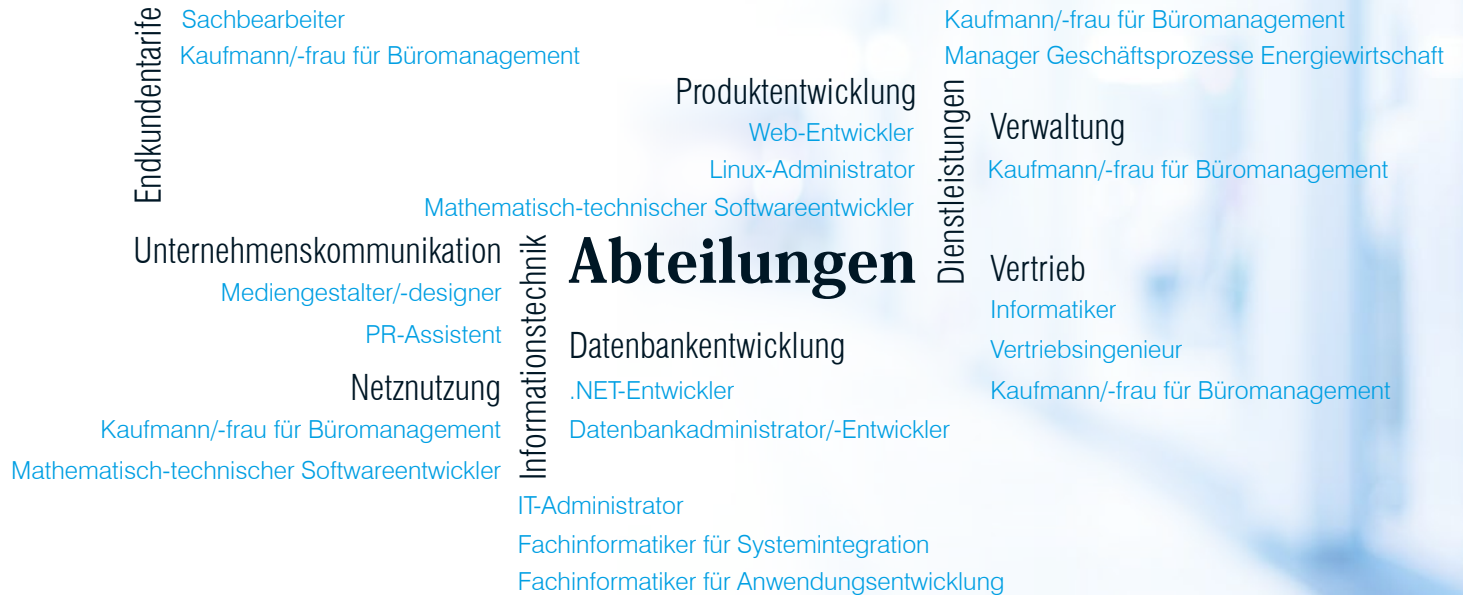 Endkundentarife
Sachbearbeiter
Kaufmann/-frau für Büromanagement
Produktentwicklung
Web-Entwickler
Linux-Administrator
Mathematisch-technischer Softwareentwickler
Dienstleistungen
Kaufmann/-frau für Büromanagement
Manager Geschäftsprozesse Energiewirtschaft
Verwaltung
Kaufmann/-frau für Büromanagement
Unternehmenskommunikation
Mediengestalter/-designer
PR-Assistent
Abteilungen
Vertrieb
Informatiker
Vertriebsingenieur
Kaufmann/-frau für Büromanagement
Netznutzung
Kaufmann/-frau für Büromanagement
Mathematisch-technischer Softwareentwickler
Datenbankentwicklung
.NET-Entwickler
Datenbankadministrator/-Entwickler
Informationstechnik
IT-Administrator
Fachinformatiker für Systemintegration
Fachinformatiker für Anwendungsentwicklung